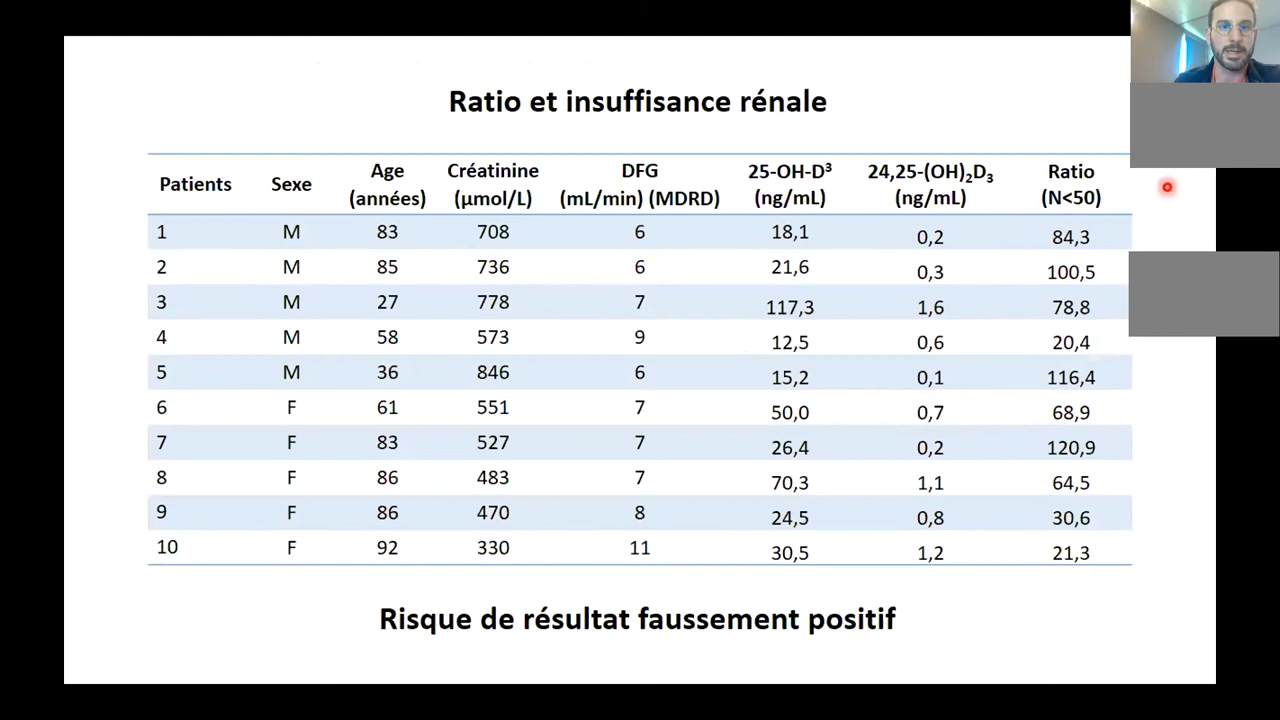 Ratio et insuffisance rénale
Patients Sexe Age (années) Créatinine (µmol/L) DFG (mL/min) (MDRD) 25-OH-D³ (ng/mL) 24,25-(OH)₂D₃ (ng/mL) Ratio (N<50)
1 M 83 708 6 18,1 0,2 84,3
2 M 85 736 6 21,6 0,3 100,5
3 M 27 778 7 117,3 1,6 78,8
4 M 58 573 9 12,5 0,6 20,4
5 M 36 846 6 15,2 0,1 116,4
6 F 61 551 7 50,0 0,7 68,9
7 F 83 527 7 26,4 0,2 120,9
8 F 86 483 7 70,3 1,1 64,5
9 F 86 470 8 24,5 0,8 30,6
10 F 92 330 11 30,5 1,2 21,3
Risque de résultat faussement positif